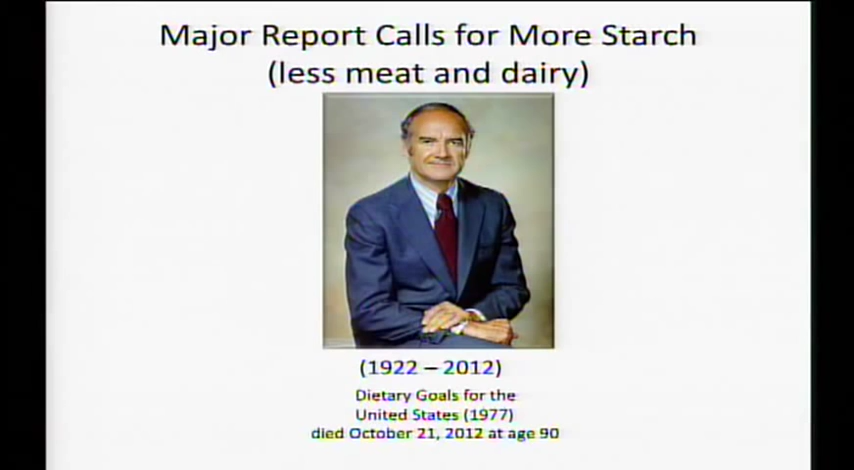 Major Report Calls for More Starch
(less meat and dairy)
(1922 – 2012)
Dietary Goals for the
United States (1977)
died October 21, 2012 at age 90